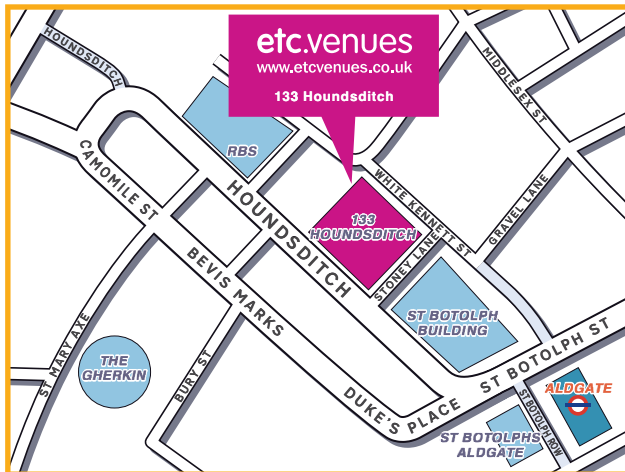 etc.venues
www.etcvenues.co.uk
133 Houndsditch
HOUNDSDITCH
MIDDLESEX ST
CAMOMILE ST
RBS
HOUNDSDITCH
WHITE KENNETT ST
GRAVEL LANE
133
HOUNDSDITCH
STONEY LANE
BEVIS MARKS
ST BOTOLPH
BUILDING
ST MARY AXE
THE
GHERKIN
BURY ST
DUKE'S PLACE
ST BOTOLPH ST
ALDGATE
ST BOTOLPH ROW
ST BOTOLPHS
ALDGATE